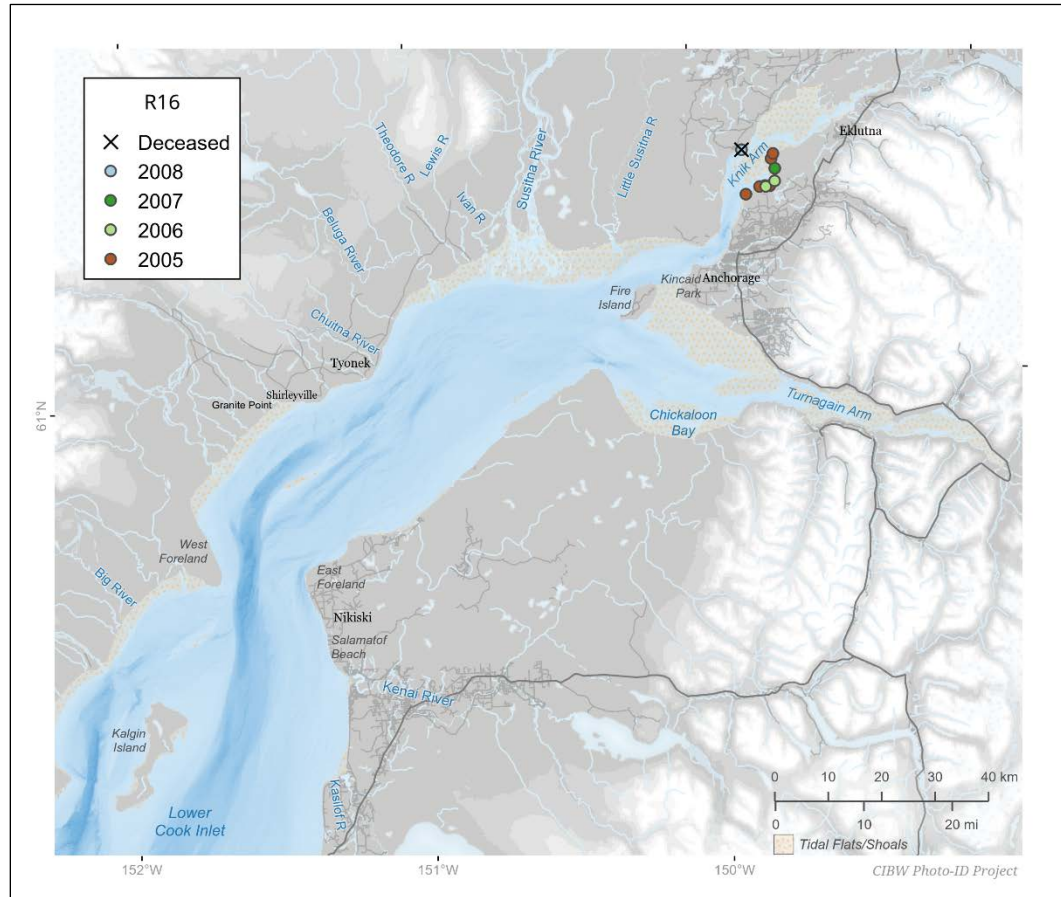 R16
Deceased
2008
2007
2006
2005
Theodore R
Lewis R
Ivan R
Susitna River
Little Susitna R
Beluga River
Chuitna River
Knik Arm
Eklutna
Kincaid
Park
Anchorage
Fire
Island
Tyonek
Shirleyville
Granite Point
61°N
Chickaloon
Bay
Turnagain Arm
West
Foreland
Big River
East
Foreland
Nikiski
Salamatof
Beach
Kenai River
Kalgin
Island
Kasilof R
Lower
Cook Inlet
0 10 20 30 40 km
0 10 20 mi
Tidal Flats/Shoals
152°W 151°W 150°W
CIBW Photo-ID Project